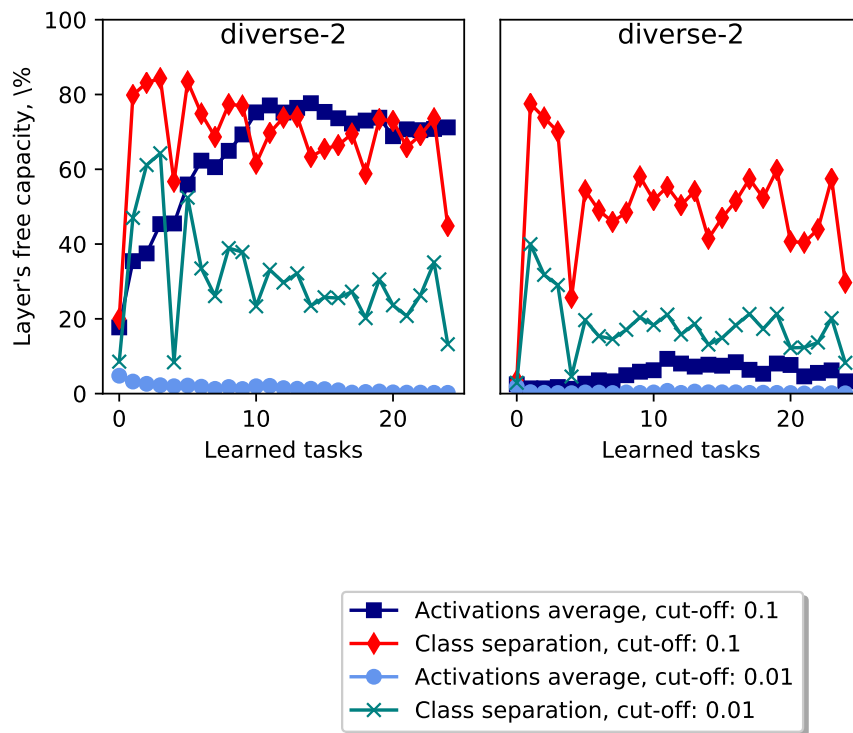 diverse-2
diverse-2
Layer's free capacity, \%
100
80
60
40
20
0
0
10
20
0
10
20
Learned tasks
Learned tasks
Activations average, cut-off: 0.1
Class separation, cut-off: 0.1
Activations average, cut-off: 0.01
Class separation, cut-off: 0.01